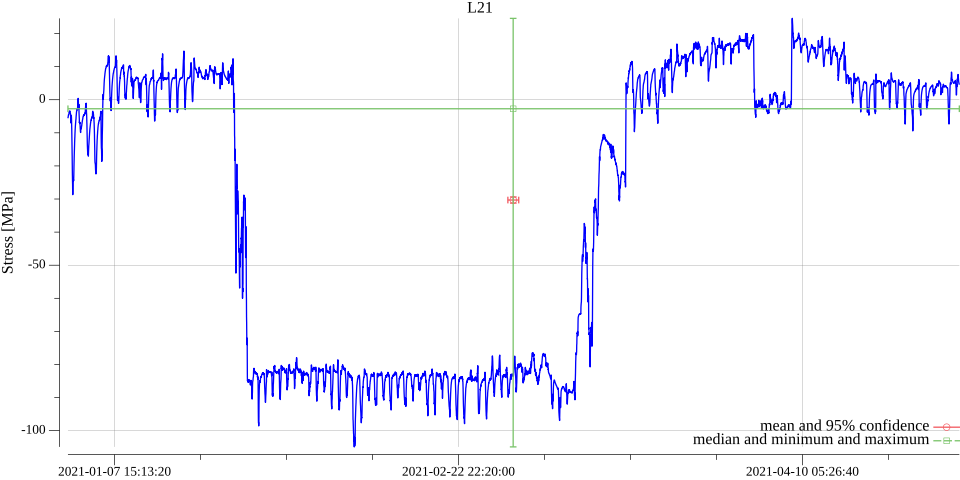 L21
Stress [MPa]
0
-50
-100
mean and 95% confidence
median and minimum and maximum
2021-01-07 15:13:20
2021-02-22 22:20:00
2021-04-10 05:26:40